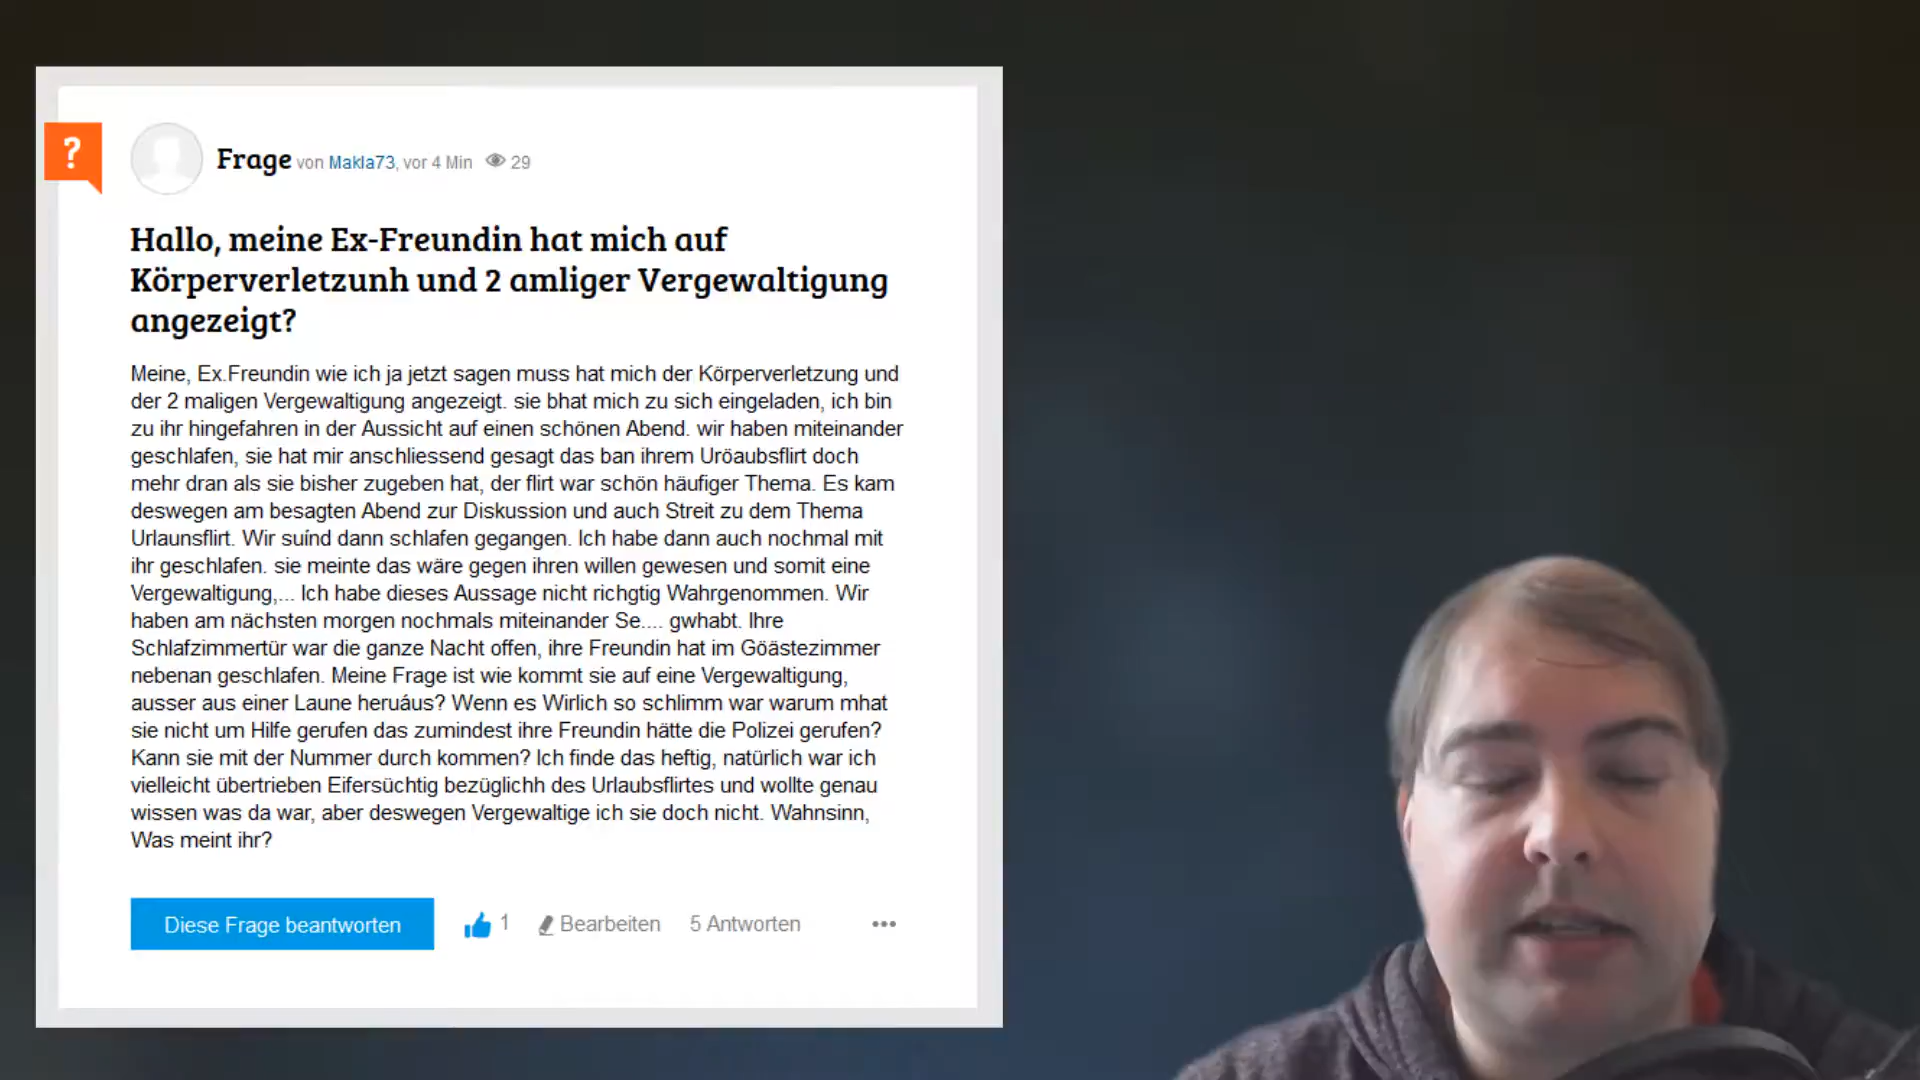 ?
Frage von Makla73, vor 4 Min 29
Hallo, meine Ex-Freundin hat mich auf
Körperverletzunh und 2 amliger Vergewaltigung
angezeigt?
Meine, Ex.Freundin wie ich ja jetzt sagen muss hat mich der Körperverletzung und
der 2 maligen Vergewaltigung angezeigt. sie bhat mich zu sich eingeladen, ich bin
zu ihr hingefahren in der Aussicht auf einen schönen Abend. wir haben miteinander
geschlafen, sie hat mir anschliessend gesagt das ban ihrem Uröaubsflirt doch
mehr dran als sie bisher zugeben hat, der flirt war schön häufiger Thema. Es kam
deswegen am besagten Abend zur Diskussion und auch Streit zu dem Thema
Urlaunsflirt. Wir suínd dann schlafen gegangen. Ich habe dann auch nochmal mit
ihr geschlafen. sie meinte das wäre gegen ihren willen gewesen und somit eine
Vergewaltigung,... Ich habe dieses Aussage nicht richgtig Wahrgenommen. Wir
haben am nächsten morgen nochmals miteinander Se.... gwhabt. Ihre
Schlafzimmertür war die ganze Nacht offen, ihre Freundin hat im Göästezimmer
nebenan geschlafen. Meine Frage ist wie kommt sie auf eine Vergewaltigung,
ausser aus einer Laune heruáus? Wenn es Wirlich so schlimm war warum mhat
sie nicht um Hilfe gerufen das zumindest ihre Freundin hätte die Polizei gerufen?
Kann sie mit der Nummer durch kommen? Ich finde das heftig, natürlich war ich
vielleicht übertrieben Eifersüchtig bezüglichh des Urlaubsflirtes und wollte genau
wissen was da war, aber deswegen Vergewaltige ich sie doch nicht. Wahnsinn,
Was meint ihr?
Diese Frage beantworten 1 Bearbeiten 5 Antworten •••